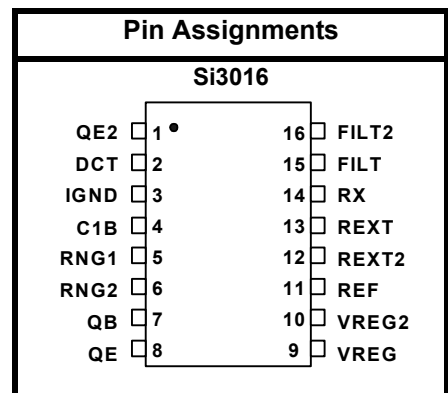 Pin Assignments
Si3016
QE2 1 16 FILT2
DCT 2 15 FILT
IGND 3 14 RX
C1B 4 13 REXT
RNG1 5 12 REXT2
RNG2 6 11 REF
QB 7 10 VREG2
QE 8 9 VREG